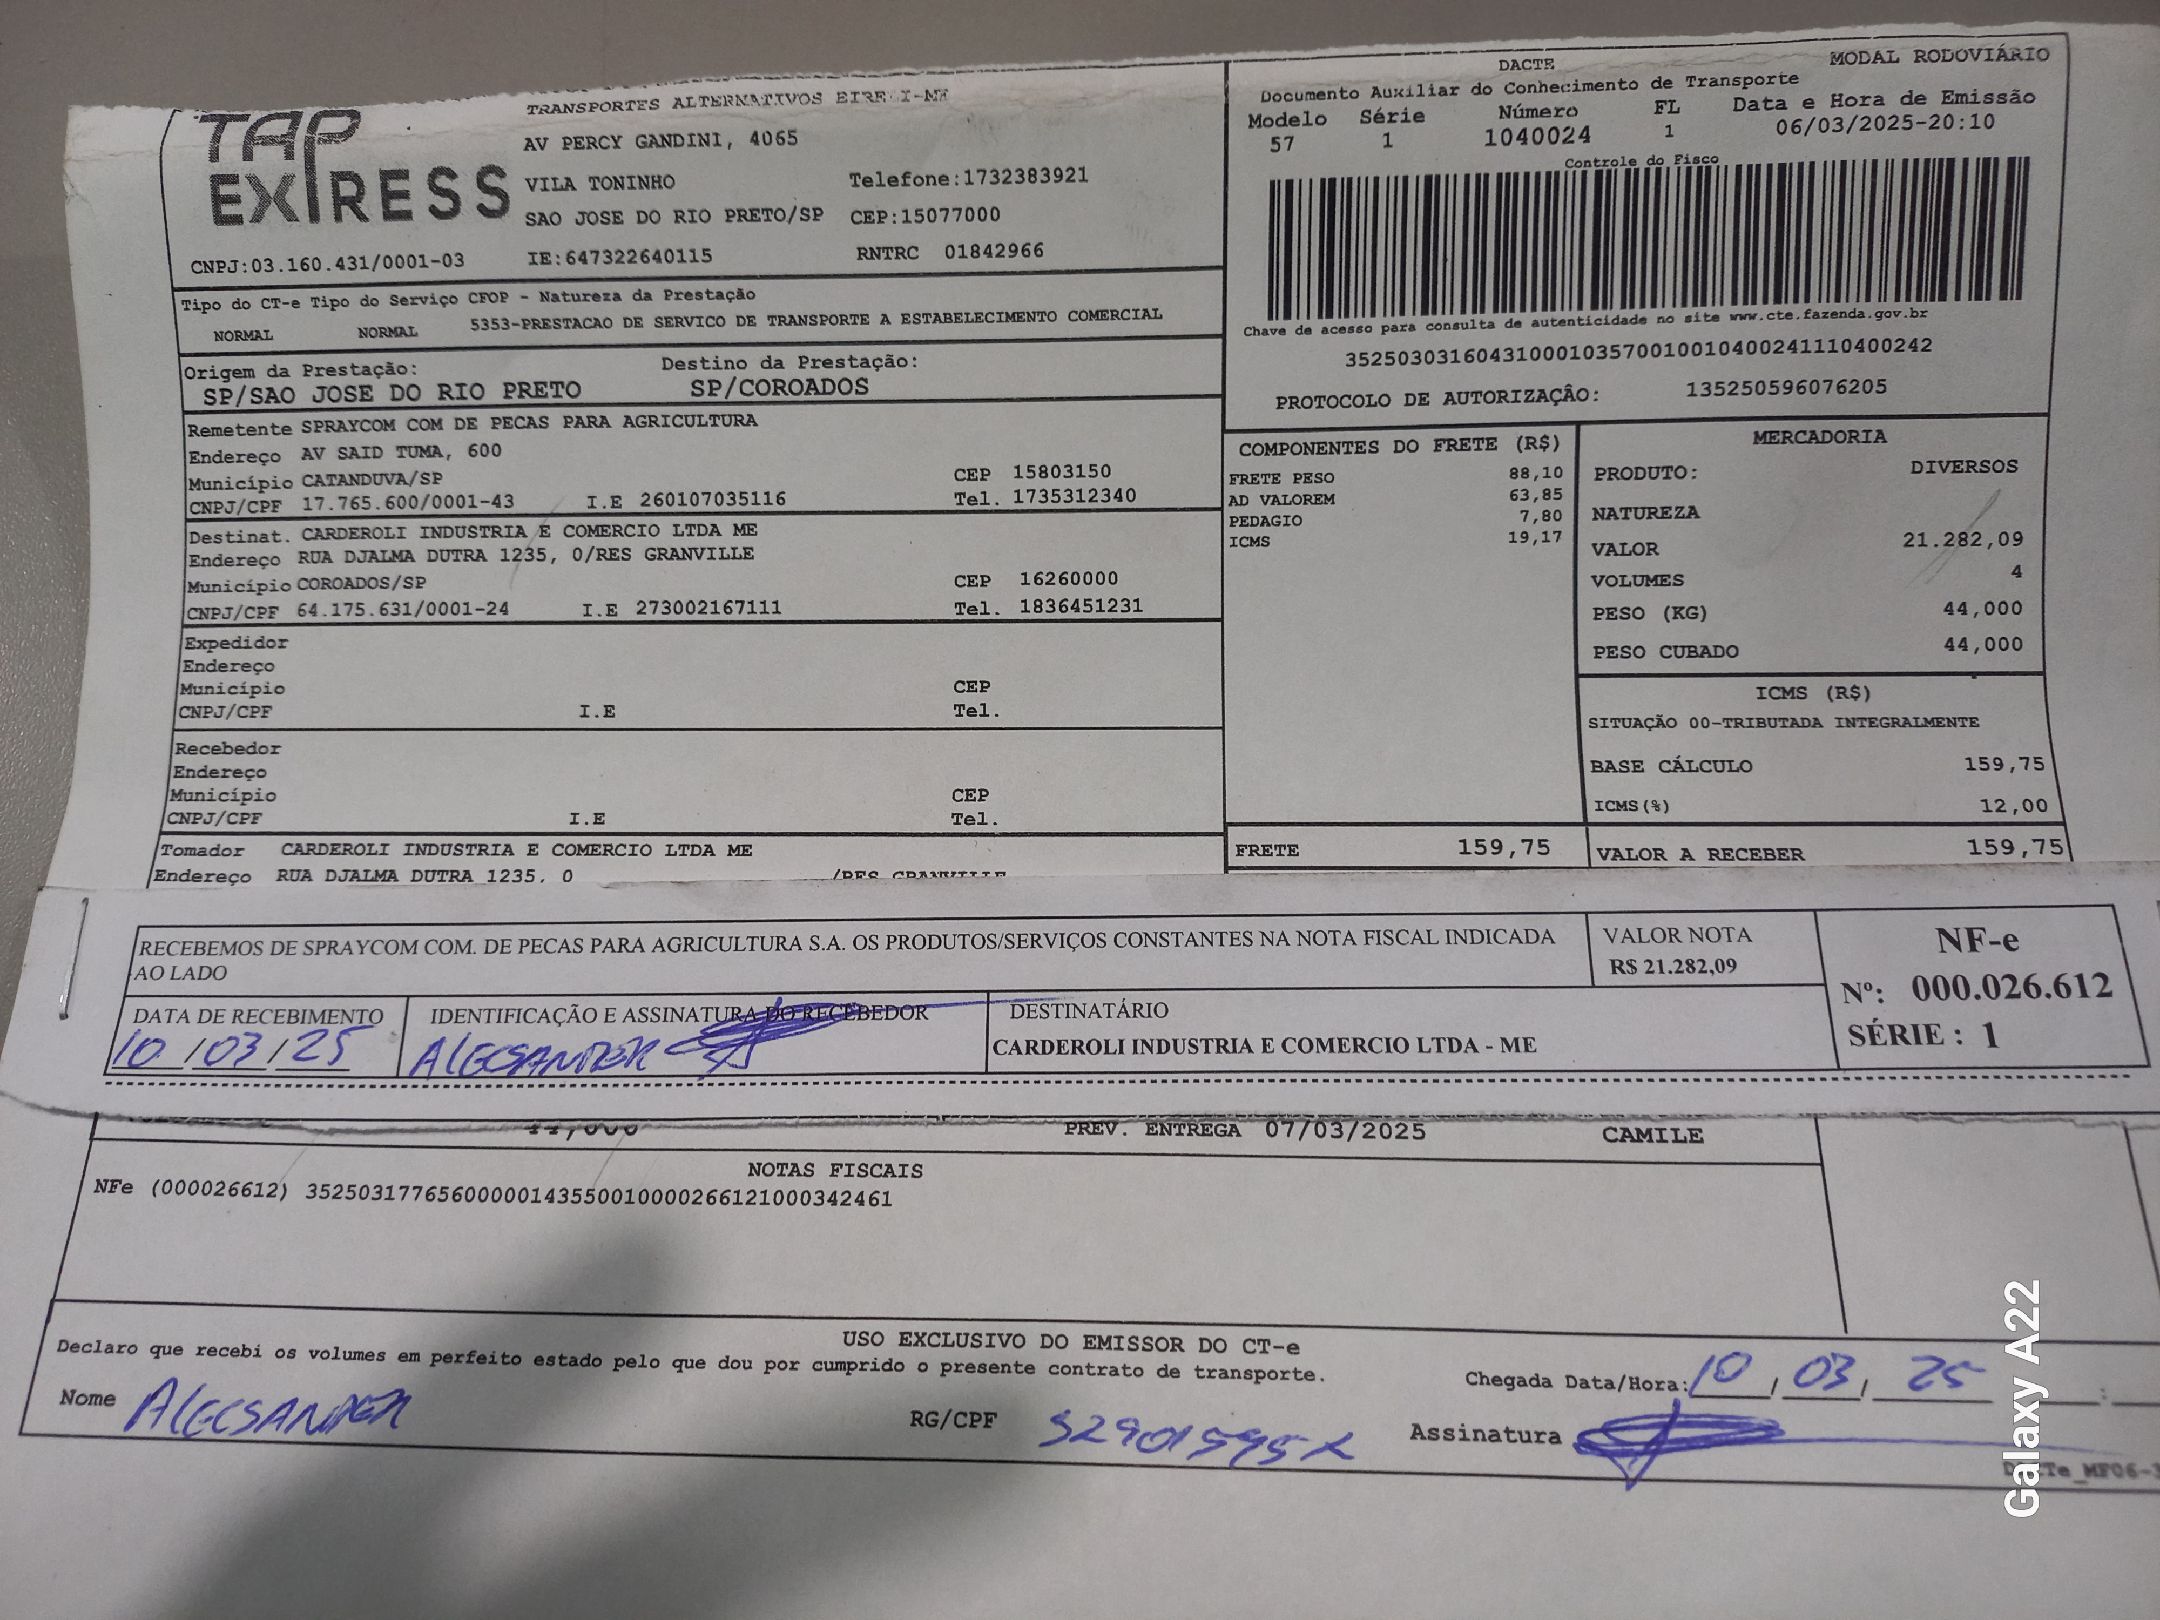 TAP
EXPRESS
TRANSPORTES ALTERNATIVOS EIRELI-ME
AV PERCY GANDINI, 4065
VILA TONINHO Telefone:1732383921
SAO JOSE DO RIO PRETO/SP CEP:15077000
CNPJ:03.160.431/0001-03 IE:647322640115 RNTRC 01842966
DACTE MODAL RODOVIÁRIO
Documento Auxiliar do Conhecimento de Transporte
Modelo Série Número FL Data e Hora de Emissão
57 1 1040024 1 06/03/2025-20:10
Controle do Fisco
Chave de acesso para consulta de autenticidade no site www.cte.fazenda.gov.br
35250303160431000103570010010400241110400242
PROTOCOLO DE AUTORIZAÇÂO: 135250596076205
Tipo do CT-e Tipo do Serviço CFOP - Natureza da Prestação
NORMAL NORMAL 5353-PRESTACAO DE SERVICO DE TRANSPORTE A ESTABELECIMENTO COMERCIAL
Origem da Prestação: Destino da Prestação:
SP/SAO JOSE DO RIO PRETO SP/COROADOS
Remetente SPRAYCOM COM DE PECAS PARA AGRICULTURA
Endereço AV SAID TUMA, 600
Município CATANDUVA/SP CEP 15803150
CNPJ/CPF 17.765.600/0001-43 I.E 260107035116 Tel. 1735312340
Destinat. CARDEROLI INDUSTRIA E COMERCIO LTDA ME
Endereço RUA DJALMA DUTRA 1235, 0/RES GRANVILLE
Município COROADOS/SP CEP 16260000
CNPJ/CPF 64.175.631/0001-24 I.E 273002167111 Tel. 1836451231
Expedidor
Endereço
Município CEP
CNPJ/CPF I.E Tel.
Recebedor
Endereço
Município CEP
CNPJ/CPF I.E Tel.
Tomador CARDEROLI INDUSTRIA E COMERCIO LTDA ME
Endereço RUA DJALMA DUTRA 1235, 0 /RES GRANVILLE
COMPONENTES DO FRETE (R$)
FRETE PESO 88,10
AD VALOREM 63,85
PEDAGIO 7,80
ICMS 19,17
FRETE 159,75
MERCADORIA
PRODUTO: DIVERSOS
NATUREZA
VALOR 21.282,09
VOLUMES 4
PESO (KG) 44,000
PESO CUBADO 44,000
ICMS (R$)
SITUAÇÃO 00-TRIBUTADA INTEGRALMENTE
BASE CÁLCULO 159,75
ICMS(%) 12,00
VALOR A RECEBER 159,75
RECEBEMOS DE SPRAYCOM COM. DE PECAS PARA AGRICULTURA S.A. OS PRODUTOS/SERVIÇOS CONSTANTES NA NOTA FISCAL INDICADA
AO LADO
VALOR NOTA
R$ 21.282,09
NF-e
Nº: 000.026.612
SÉRIE : 1
DATA DE RECEBIMENTO IDENTIFICAÇÃO E ASSINATURA DO RECEBEDOR DESTINATÁRIO
10/03/25 ALECSANDER CARDEROLI INDUSTRIA E COMERCIO LTDA - ME
44,000 PREV. ENTREGA 07/03/2025 CAMILE
NOTAS FISCAIS
NFe (000026612) 35250317765600000143550010000266121000342461
USO EXCLUSIVO DO EMISSOR DO CT-e
Declaro que recebi os volumes em perfeito estado pelo que dou por cumprido o presente contrato de transporte.
Chegada Data/Hora: 10 / 03 / 25 :
Nome ALECSANDER RG/CPF 32901595X Assinatura
Galaxy A22